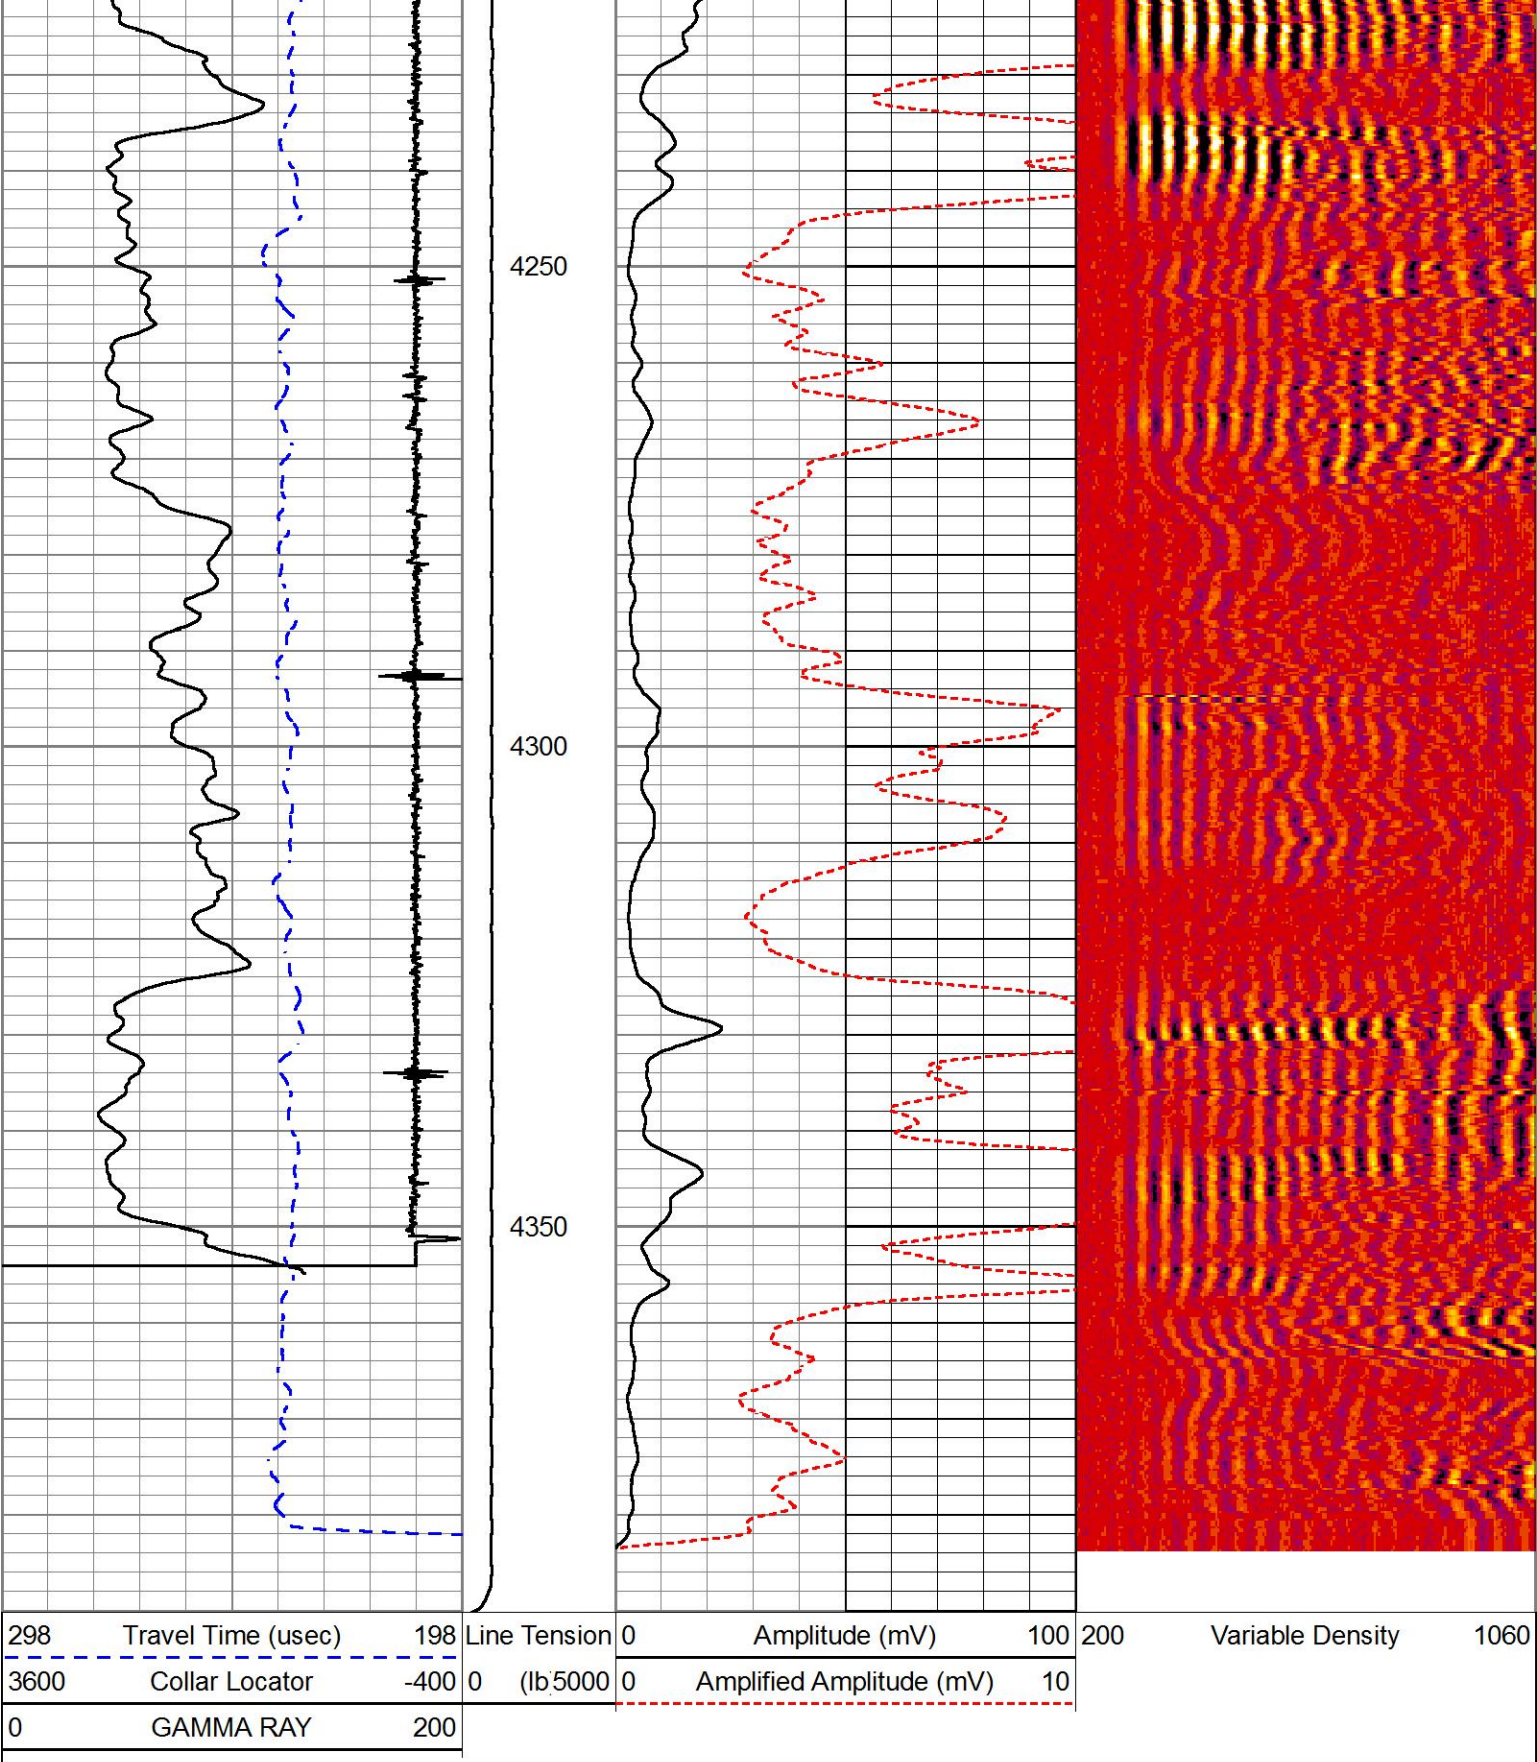 4250
4300
4350
298 Travel Time (usec) 198 Line Tension 0 Amplitude (mV) 100 200 Variable Density 1060
3600 Collar Locator -400 0 (lb 5000 0 Amplified Amplitude (mV) 10
0 GAMMA RAY 200